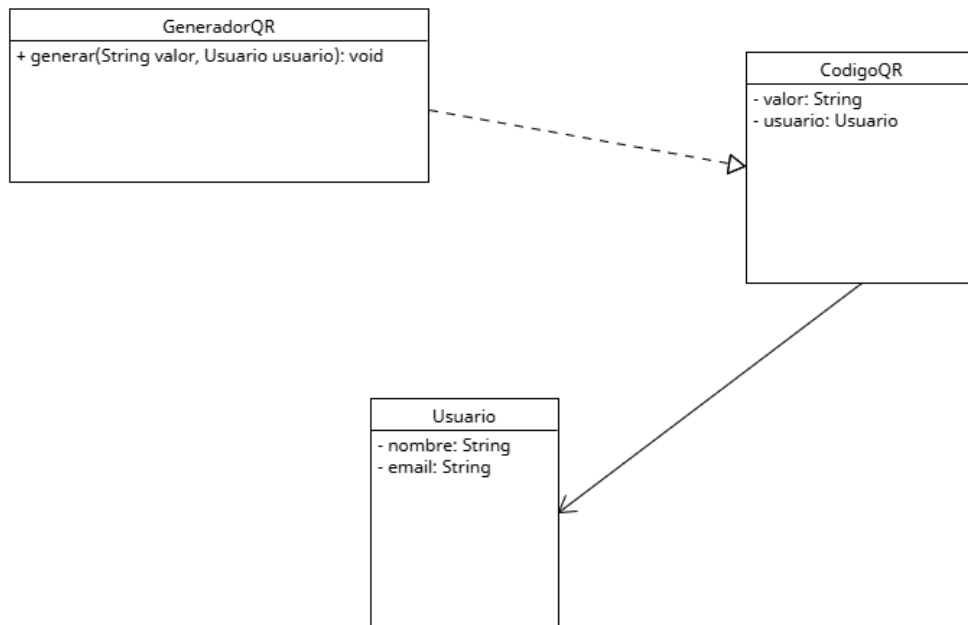 GeneradorQR
+ generar(String valor, Usuario usuario): void
CodigoQR
- valor: String
- usuario: Usuario
Usuario
- nombre: String
- email: String